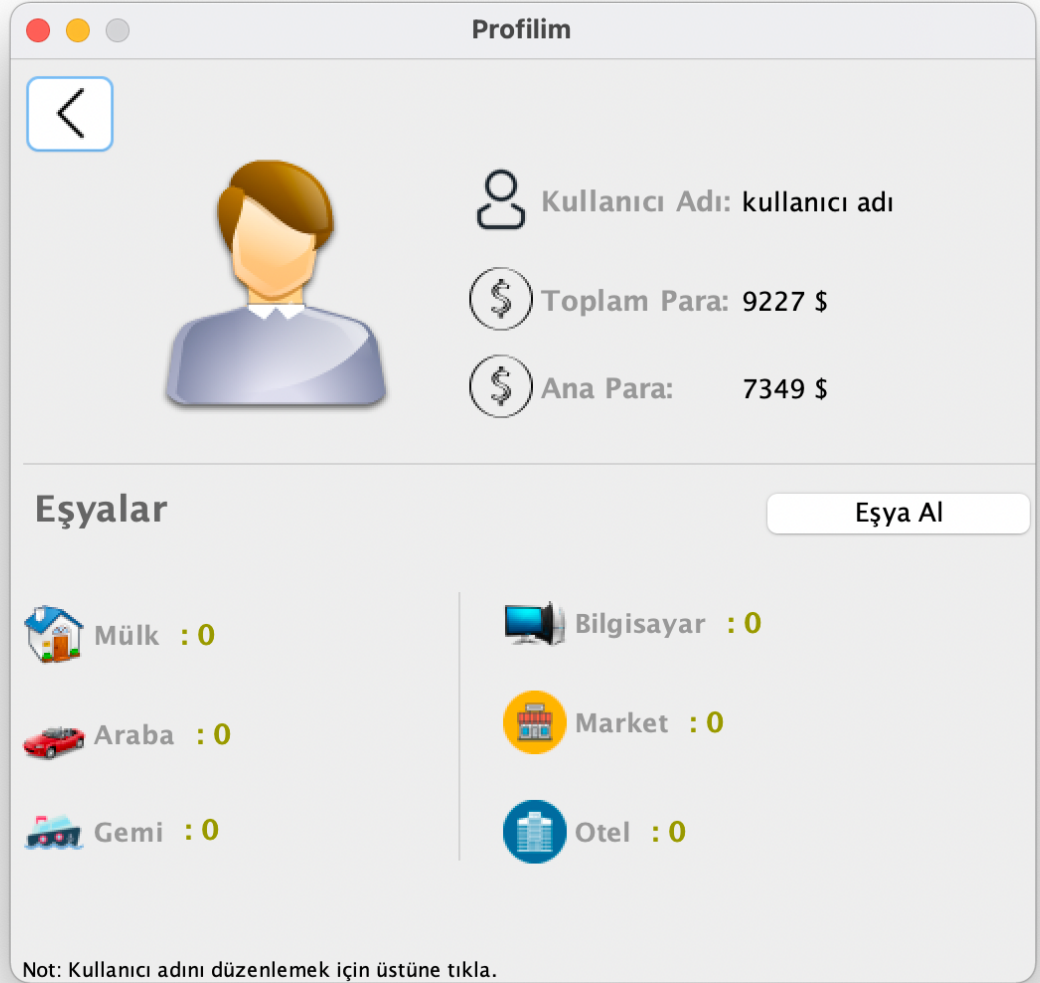 Profilim
Kullanıcı Adı: kullanıcı adı
Toplam Para: 9227 $
Ana Para: 7349 $
Eşyalar
Eşya Al
Mülk : 0
Bilgisayar : 0
Araba : 0
Market : 0
Gemi : 0
Otel : 0
Not: Kullanıcı adını düzenlemek için üstüne tıkla.